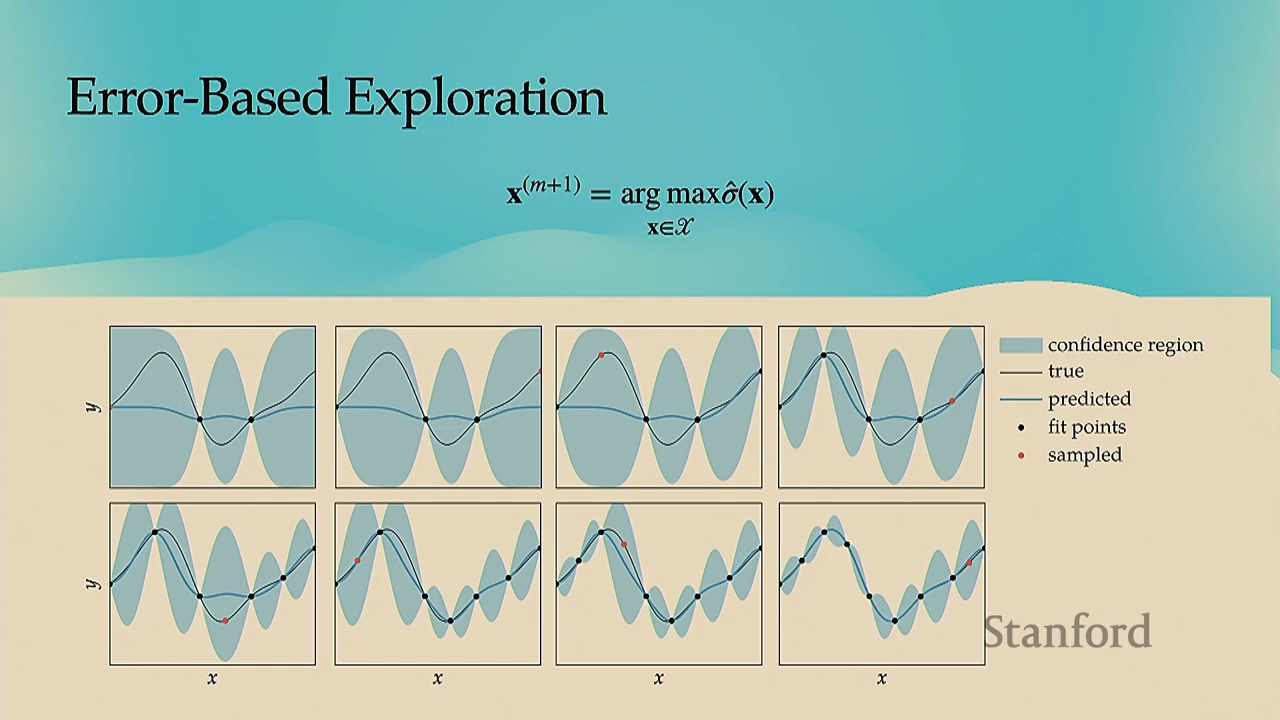 Error-Based Exploration
x^(m+1) = arg max σ̂(x)
x∈𝒳
confidence region
true
predicted
fit points
sampled
y
y
Stanford
x
x
x
x